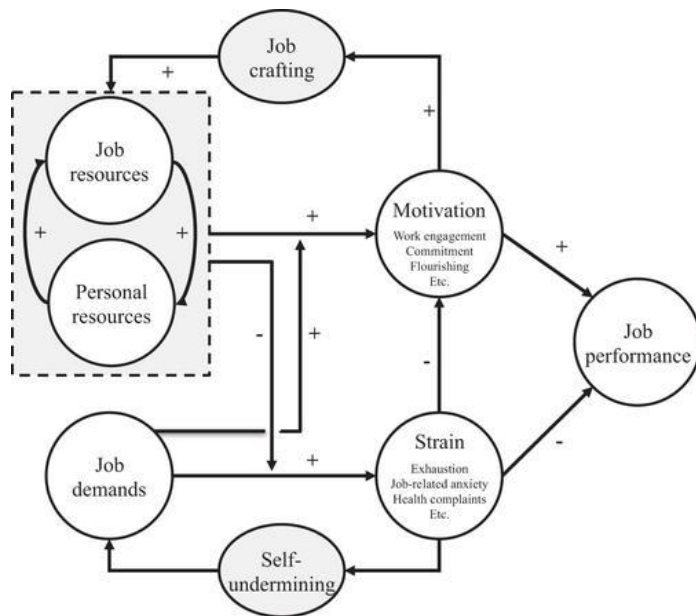 Job
crafting
+
+
Job
resources
+
+
Personal
resources
+
Motivation
Work engagement
Commitment
Flourishing
Etc.
+
-
+
-
Job
performance
Job
demands
+
Strain
Exhaustion
Job-related anxiety
Health complaints
Etc.
-
Self-
undermining